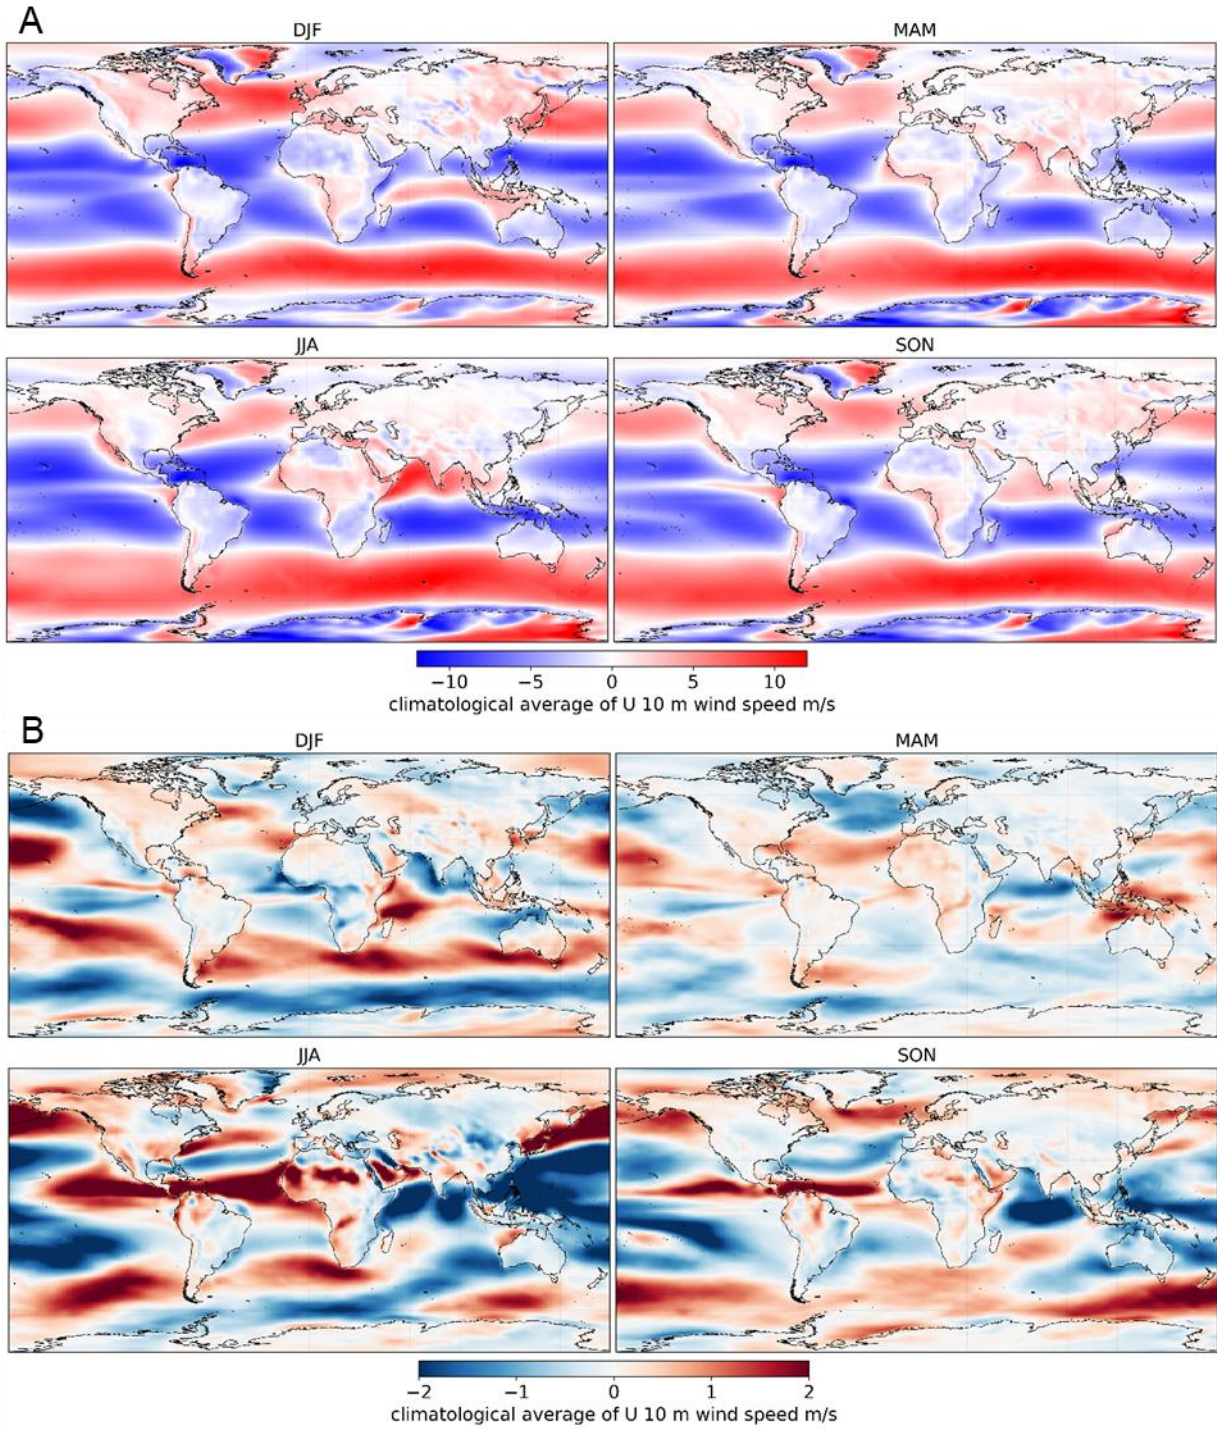 A
DJF
MAM
JJA
SON
−10 −5 0 5 10
climatological average of U 10 m wind speed m/s
B
DJF
MAM
JJA
SON
−2 −1 0 1 2
climatological average of U 10 m wind speed m/s